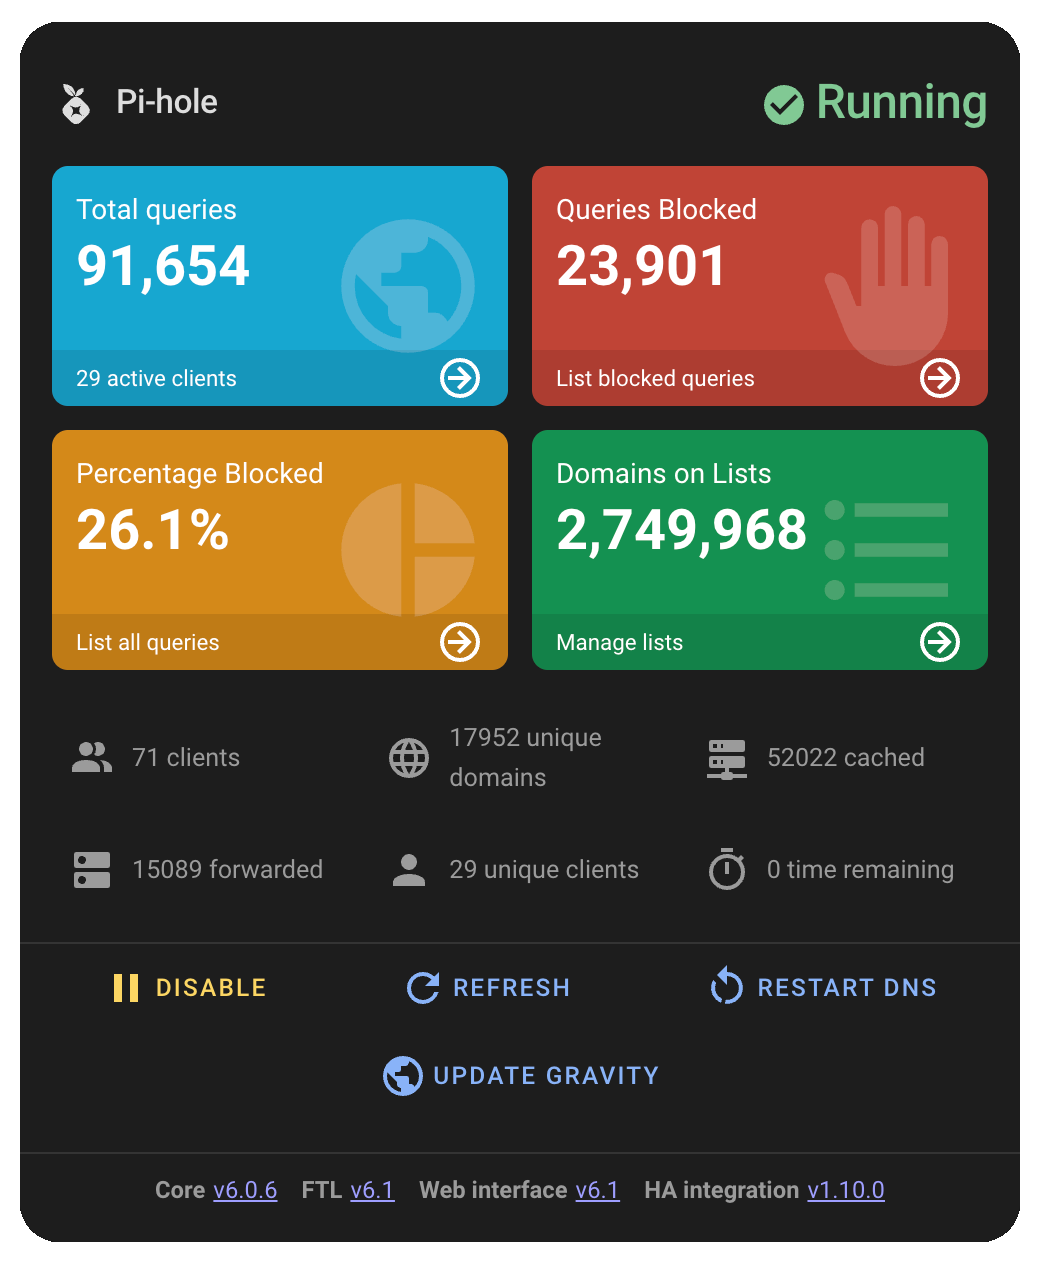 Pi-hole
Running
Total queries
91,654
29 active clients
Queries Blocked
23,901
List blocked queries
Percentage Blocked
26.1%
List all queries
Domains on Lists
2,749,968
Manage lists
71 clients
17952 unique
domains
52022 cached
15089 forwarded
29 unique clients
0 time remaining
DISABLE
REFRESH
RESTART DNS
UPDATE GRAVITY
Core v6.0.6 FTL v6.1 Web interface v6.1 HA integration v1.10.0